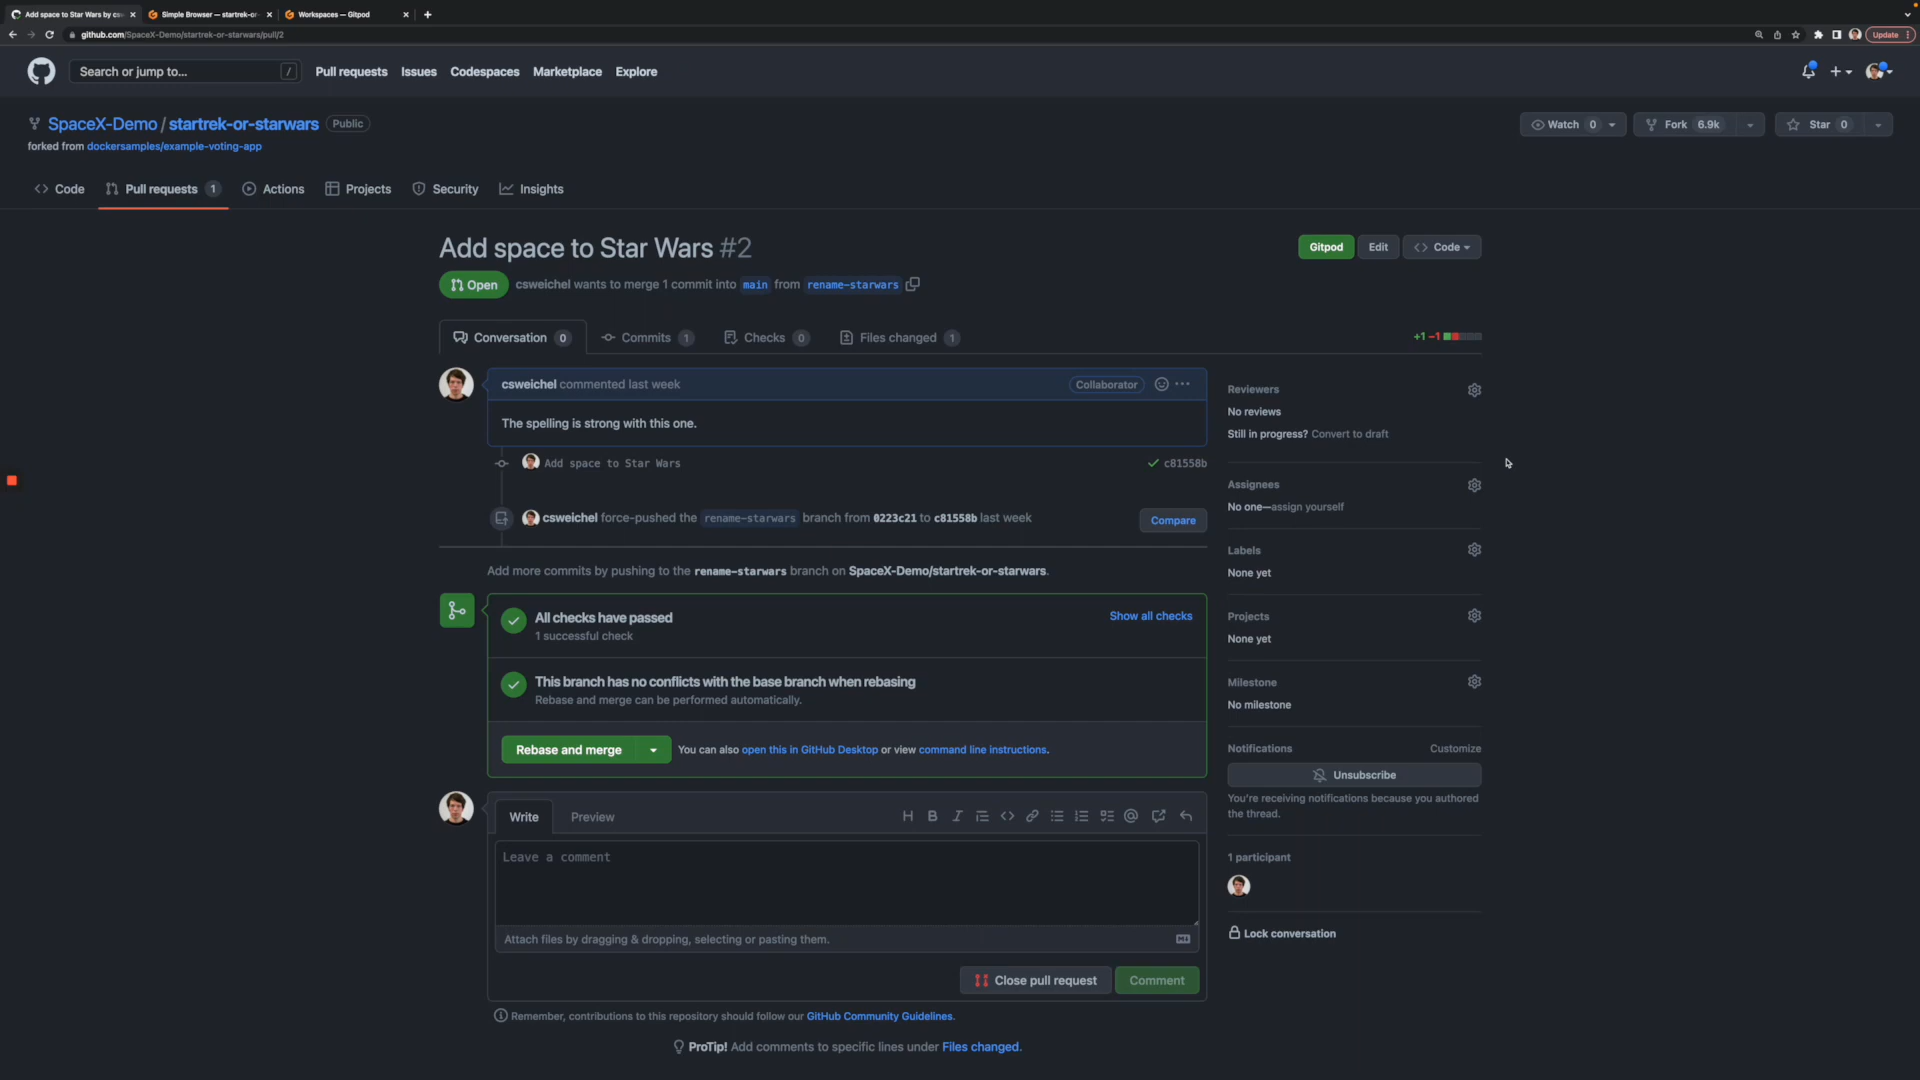 Add space to Star Wars by cs
Simple Browser — startrek-or-
Workspaces — Gitpod
github.com/SpaceX-Demo/startrek-or-starwars/pull/2
Update
Search or jump to...
/
Pull requests
Issues
Codespaces
Marketplace
Explore
SpaceX-Demo / startrek-or-starwars
Public
Watch 0
Fork 6.9k
Star 0
forked from dockersamples/example-voting-app
Code
Pull requests 1
Actions
Projects
Security
Insights
Add space to Star Wars #2
Gitpod
Edit
Code
Open
csweichel wants to merge 1 commit into main from rename-starwars
Conversation 0
Commits 1
Checks 0
Files changed 1
+1 −1
csweichel commented last week
Collaborator
The spelling is strong with this one.
Add space to Star Wars
c81558b
csweichel force-pushed the rename-starwars branch from 0223c21 to c81558b last week
Compare
Add more commits by pushing to the rename-starwars branch on SpaceX-Demo/startrek-or-starwars.
All checks have passed
1 successful check
Show all checks
This branch has no conflicts with the base branch when rebasing
Rebase and merge can be performed automatically.
Rebase and merge
You can also open this in GitHub Desktop or view command line instructions.
Write
Preview
Leave a comment
Attach files by dragging & dropping, selecting or pasting them.
Close pull request
Comment
Remember, contributions to this repository should follow our GitHub Community Guidelines.
ProTip! Add comments to specific lines under Files changed.
Reviewers
No reviews
Still in progress? Convert to draft
Assignees
No one—assign yourself
Labels
None yet
Projects
None yet
Milestone
No milestone
Notifications
Customize
Unsubscribe
You're receiving notifications because you authored
the thread.
1 participant
Lock conversation